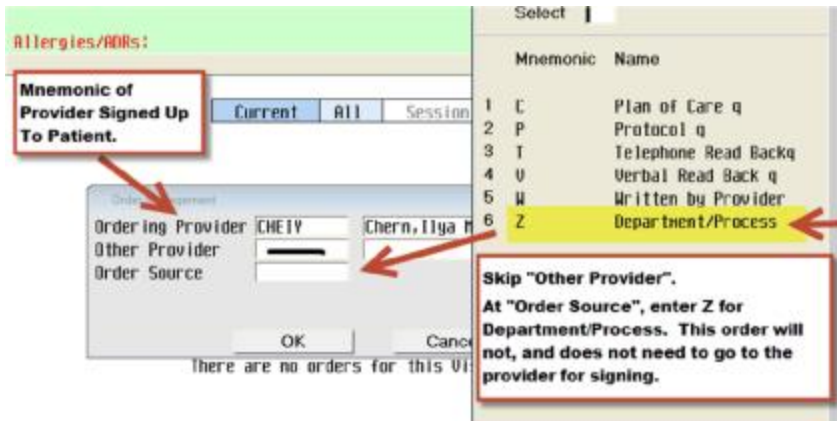 Select
Allergies/ADRs:
Mnemonic Name
Mnemonic of
Provider Signed Up
To Patient.
Current All Session
1 C Plan of Care q
2 P Protocol q
3 T Telephone Read Backq
4 V Verbal Read Back q
5 W Written by Provider
6 Z Department/Process
Ordering Provider CHEIY Chern,Ilya M
Other Provider
Order Source
OK Cance
There are no orders for this Vi
Skip "Other Provider".
At "Order Source", enter Z for
Department/Process. This order will
not, and does not need to go to the
provider for signing.